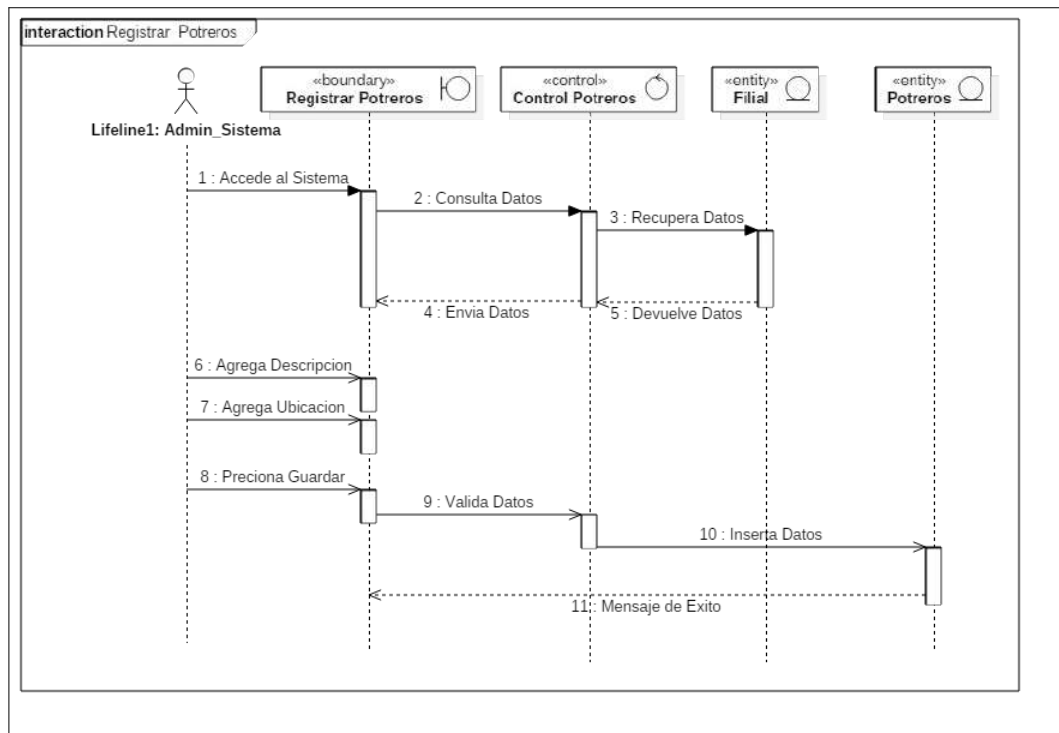 interaction Registrar Potreros
«boundary»
Registrar Potreros
«control»
Control Potreros
«entity»
Filial
«entity»
Potreros
Lifeline1: Admin_Sistema
1 : Accede al Sistema
2 : Consulta Datos
3 : Recupera Datos
4 : Envia Datos
5 : Devuelve Datos
6 : Agrega Descripcion
7 : Agrega Ubicacion
8 : Preciona Guardar
9 : Valida Datos
10 : Inserta Datos
11 : Mensaje de Exito